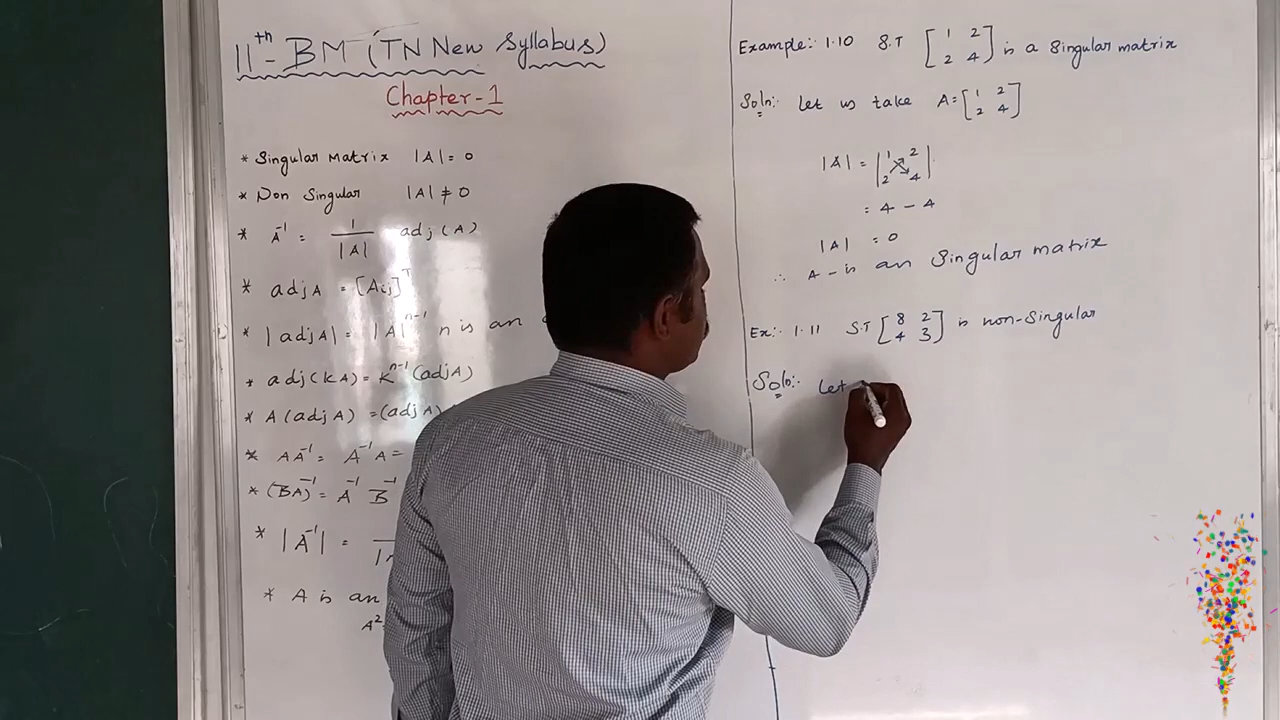 11th - BM (TN New Syllabus)
Chapter-1
* Singular Matrix |A| = 0
* Non Singular |A| ≠ 0
* A⁻¹ = 1/|A| adj(A)
* adj A = [Aij]ᵀ
* |adj A| = |A|ⁿ⁻¹ n is an
* adj(KA) = Kⁿ⁻¹ (adj A)
* A(adj A) = (adj A)
* AA⁻¹ = A⁻¹A =
* (BA)⁻¹ = A⁻¹ B⁻¹
* |A⁻¹| =
* A is an
A²
Example: 1.10 S.T [1 2 2 4] is a Singular matrix
Soln: Let us take A = [1 2 2 4]
|A| = |1 2 2 4|
= 4 - 4
|A| = 0
∴ A - is an Singular matrix
Ex: 1.11 S.T [8 2 4 3] is non-Singular
Soln: Let